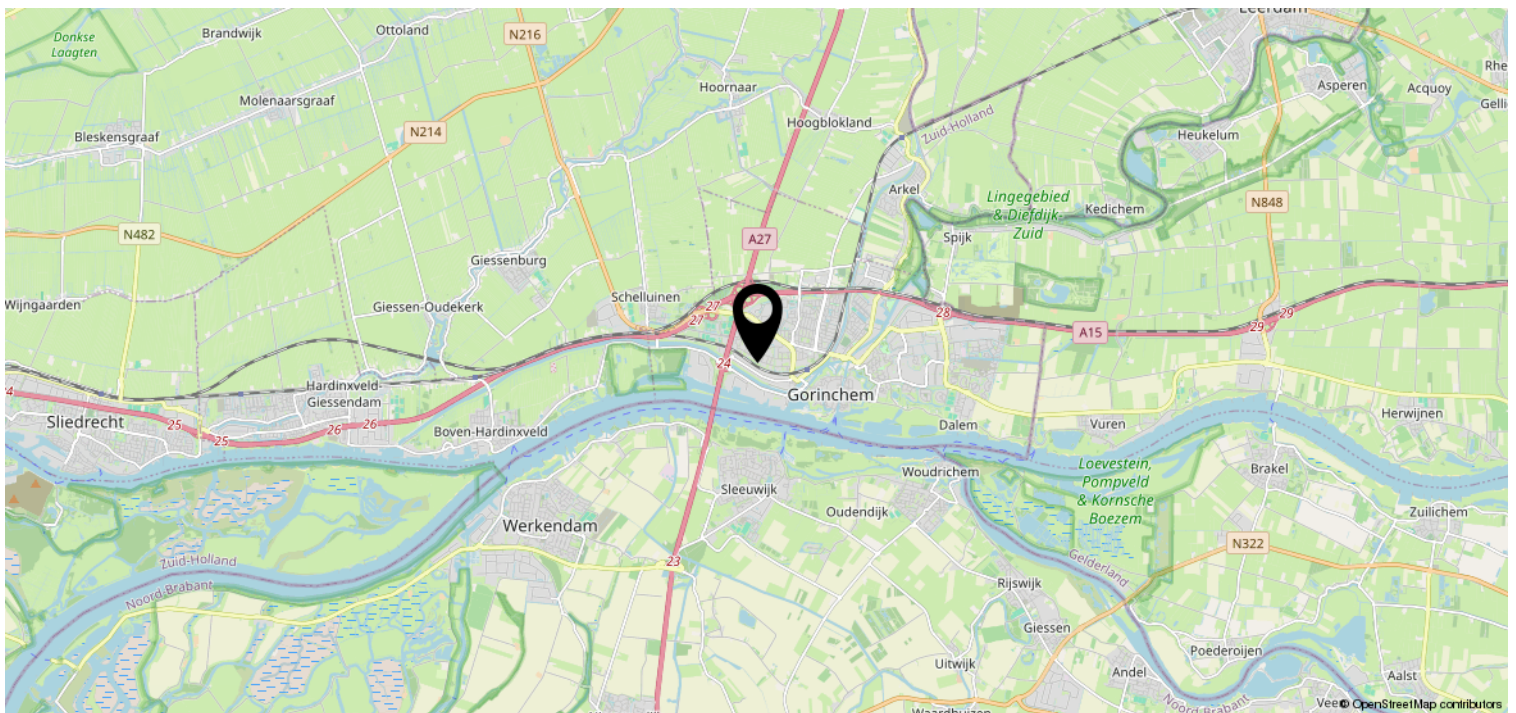 Donkse
Laagten
Brandwijk
Ottoland
N216
Leerdam
Hoornaar
Asperen
Acquoy
Molenaarsgraaf
Hoogblokland
Zuid-Holland
Heukelum
Bleskensgraaf
N214
Arkel
Lingegebied
& Diefdijk-
Zuid
Kedichem
N848
N482
A27
Spijk
Giessenburg
Wijngaarden
Giessen-Oudekerk
Schelluinen
27
27
28
29
29
A15
24
Hardinxveld-
Giessendam
Gorinchem
Sliedrecht
25
25
26
26
Boven-Hardinxveld
Dalem
Vuren
Herwijnen
Woudrichem
Loevestein,
Pompveld
& Kornsche
Boezem
Brakel
Sleeuwijk
Werkendam
Oudendijk
Zuilichem
N322
Zuid-Holland
Noord-Brabant
23
Gelderland
Rijswijk
Giessen
Uitwijk
Andel
Poederoijen
Aalst
Noord-Brabant
© OpenStreetMap contributors